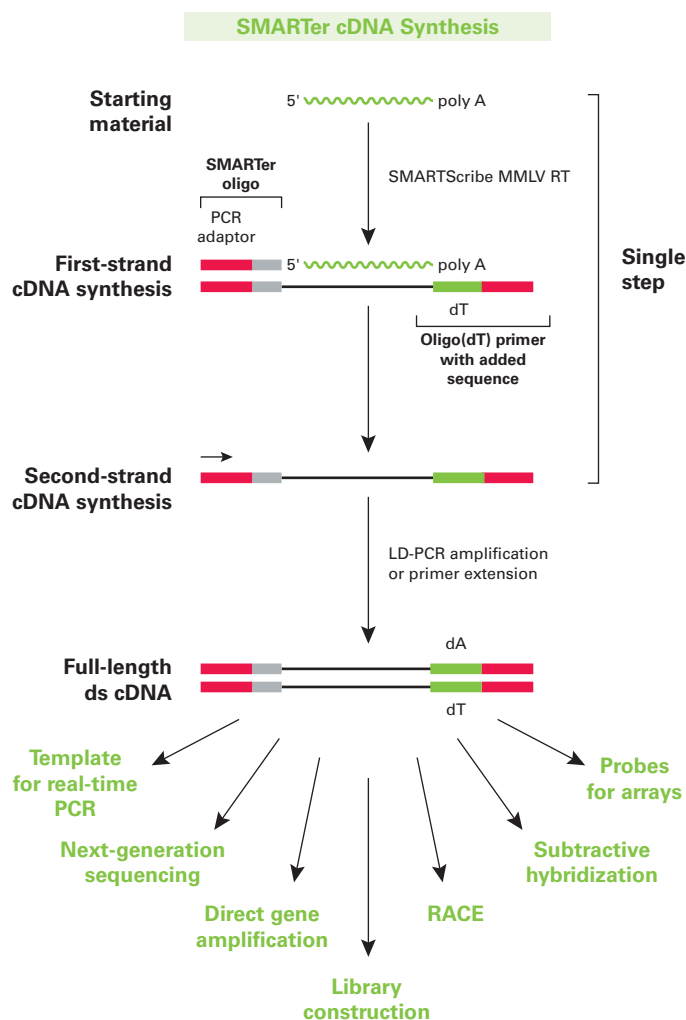 SMARTer cDNA Synthesis
Starting
material
5' poly A
SMARTScribe MMLV RT
SMARTer
oligo
PCR
adaptor
First-strand
cDNA synthesis
5' poly A
dT
Oligo(dT) primer
with added
sequence
Single
step
Second-strand
cDNA synthesis
LD-PCR amplification
or primer extension
Full-length
ds cDNA
dA
dT
Template
for real-time
PCR
Next-generation
sequencing
Direct gene
amplification
Library
construction
RACE
Subtractive
hybridization
Probes
for arrays